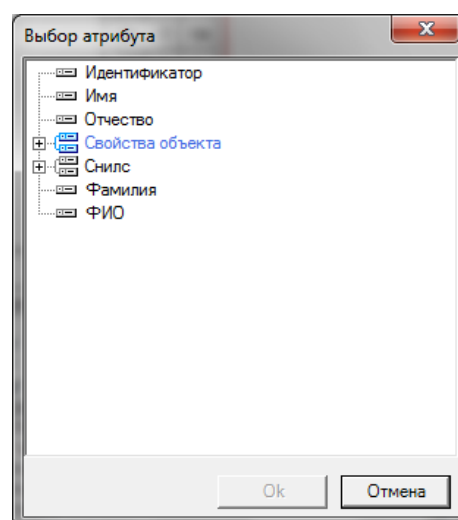 Выбор атрибута
Идентификатор
Имя
Отчество
Свойства объекта
Снилс
Фамилия
ФИО
Ok
Отмена